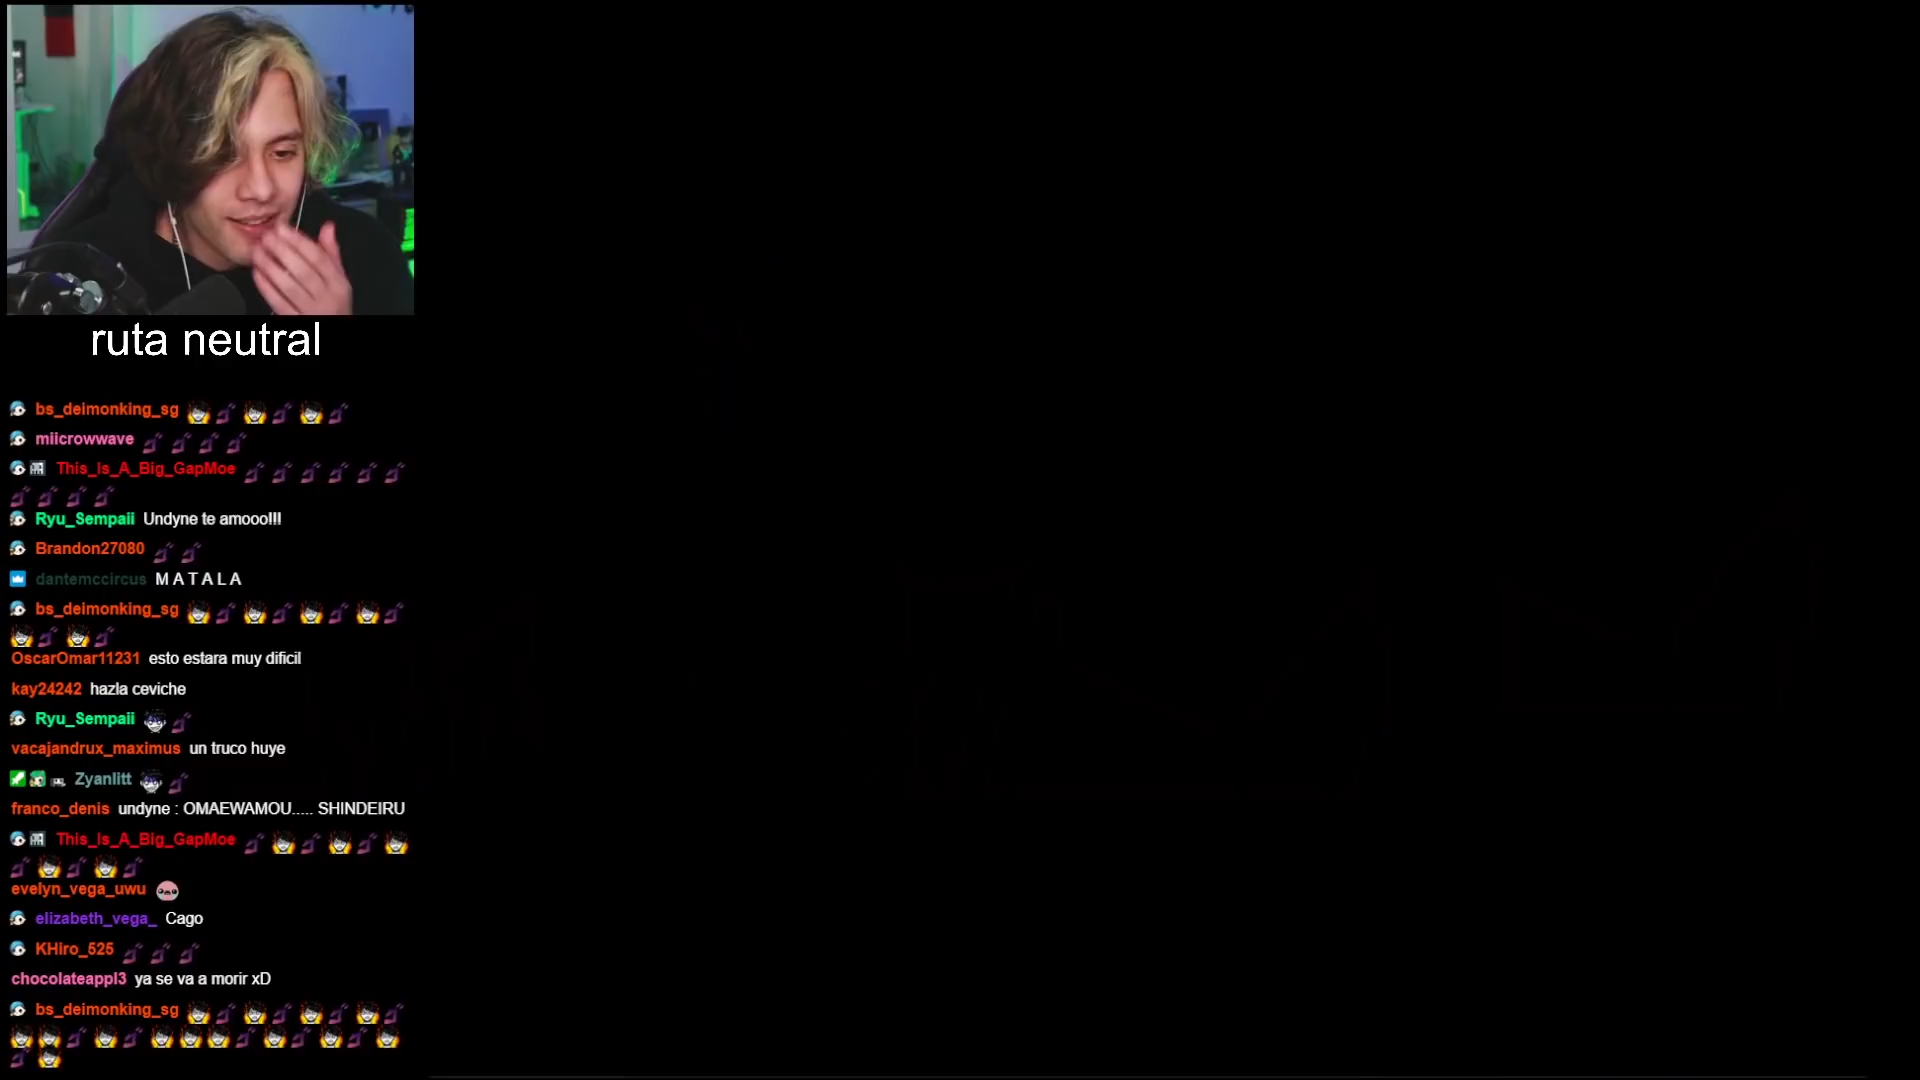 ruta neutral
bs_deimonking_sg
miicrowwave
This_Is_A_Big_GapMoe
Ryu_Sempaii Undyne te amooo!!!
Brandon27080
dantemccircus M A T A L A
bs_deimonking_sg
OscarOmar11231 esto estara muy dificil
kay24242 hazla ceviche
Ryu_Sempaii
vacajandrux_maximus un truco huye
Zyanlitt
franco_denis undyne : OMAEWAMOU..... SHINDEIRU
This_Is_A_Big_GapMoe
evelyn_vega_uwu
elizabeth_vega_ Cago
KHiro_525
chocolateappl3 ya se va a morir xD
bs_deimonking_sg